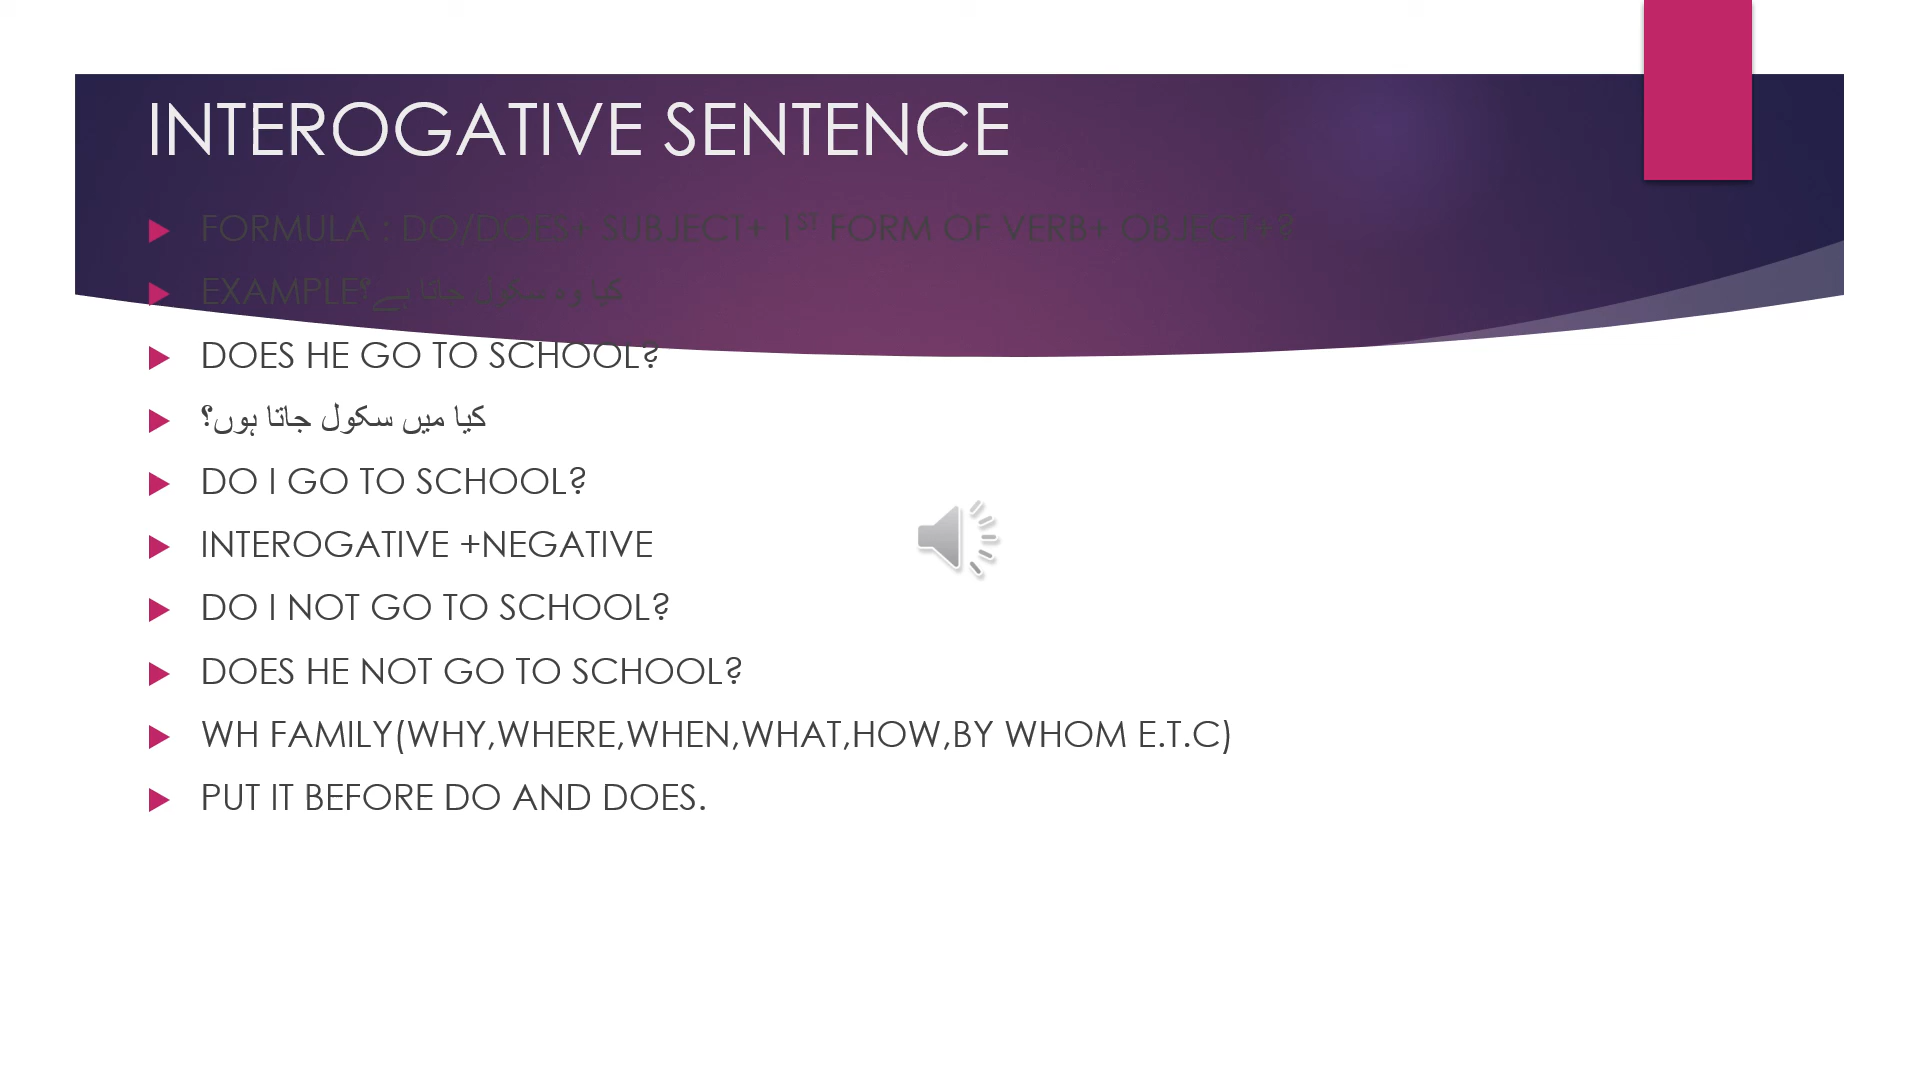 INTEROGATIVE SENTENCE
FORMULA : DO/DOES+ SUBJECT+ 1ST FORM OF VERB+ OBJECT+?
EXAMPLE؟کیا وہ سکول جاتا ہے
DOES HE GO TO SCHOOL?
کیا میں سکول جاتا ہوں؟
DO I GO TO SCHOOL?
INTEROGATIVE +NEGATIVE
DO I NOT GO TO SCHOOL?
DOES HE NOT GO TO SCHOOL?
WH FAMILY(WHY,WHERE,WHEN,WHAT,HOW,BY WHOM E.T.C)
PUT IT BEFORE DO AND DOES.